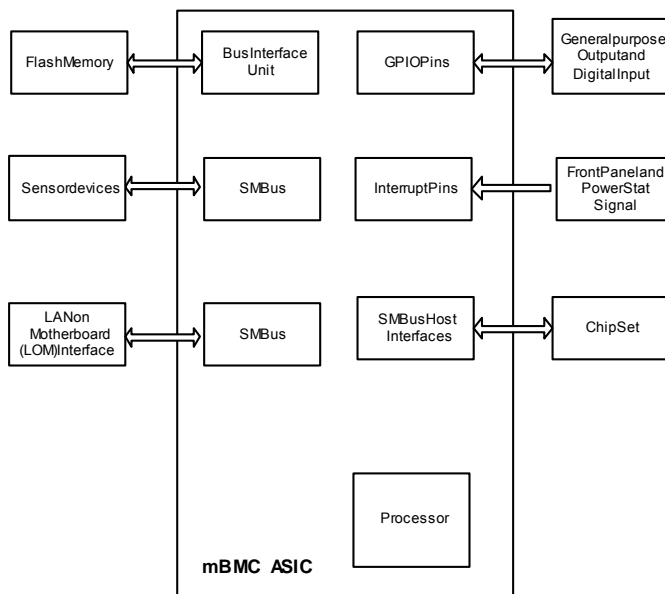 FlashMemory
BusInterface
Unit
GPIOPins
Generalpurpose
Outputand
DigitalInput
Sensordevices
SMBus
InterruptPins
FrontPaneland
PowerStat
Signal
LANon
Motherboard
(LOM)Interface
SMBus
SMBusHost
Interfaces
ChipSet
Processor
mBMC ASIC